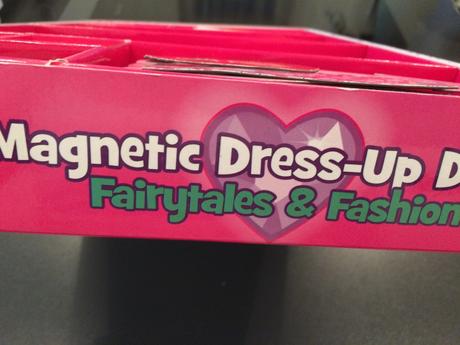 Magnetic Dress-Up D
Fairytales & Fashion